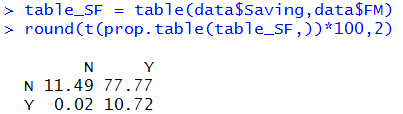 > table_SF = table(data$Saving,data$FM)
> round(t(prop.table(table_SF,))*100,2)
N Y
N 11.49 77.77
Y 0.02 10.72